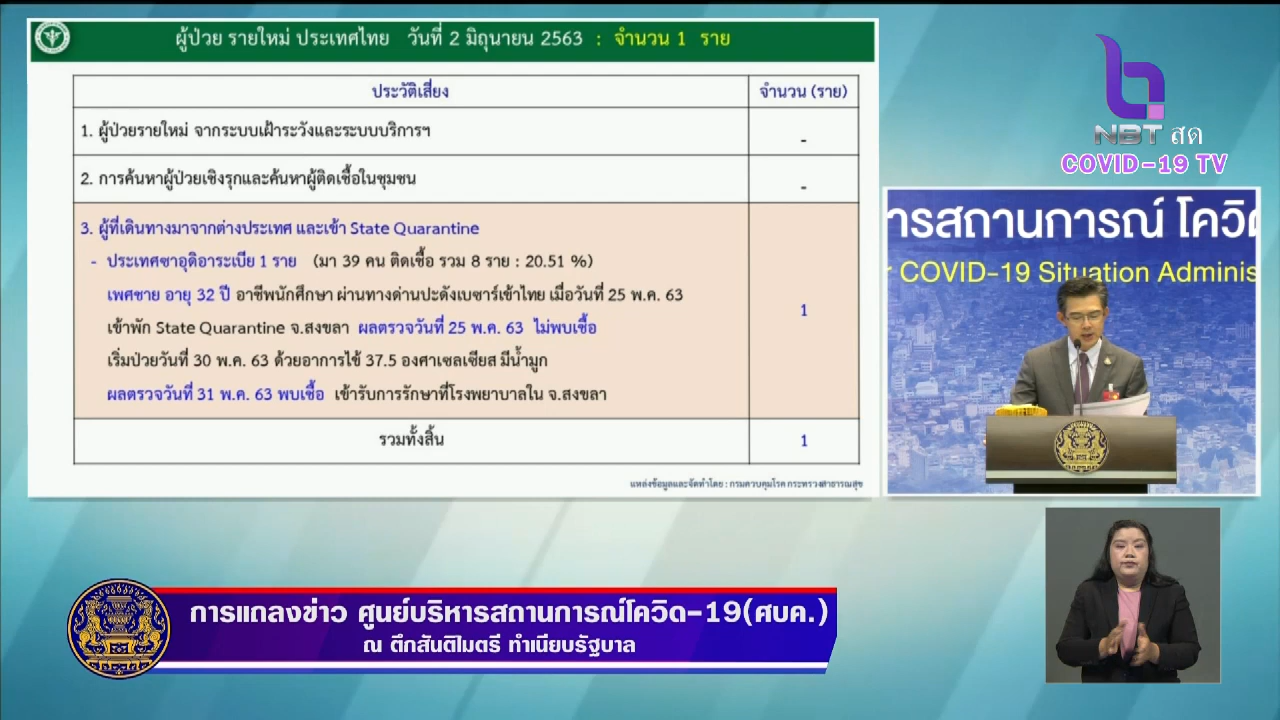 ผู้ป่วย รายใหม่ ประเทศไทย วันที่ 2 มิถุนายน 2563 : จำนวน 1 ราย
ประวัติเสี่ยง จำนวน (ราย)
1. ผู้ป่วยรายใหม่ จากระบบเฝ้าระวังและระบบบริการฯ -
2. การค้นหาผู้ป่วยเชิงรุกและค้นหาผู้ติดเชื้อในชุมชน -
3. ผู้ที่เดินทางมาจากต่างประเทศ และเข้า State Quarantine
- ประเทศซาอุดิอาระเบีย 1 ราย (มา 39 คน ติดเชื้อ รวม 8 ราย : 20.51 %)
เพศชาย อายุ 32 ปี อาชีพนักศึกษา ผ่านทางด่านปะดังเบซาร์เข้าไทย เมื่อวันที่ 25 พ.ค. 63
1
เข้าพัก State Quarantine จ.สงขลา ผลตรวจวันที่ 25 พ.ค. 63 ไม่พบเชื้อ
เริ่มป่วยวันที่ 30 พ.ค. 63 ด้วยอาการไข้ 37.5 องศาเซลเซียส มีน้ำมูก
ผลตรวจวันที่ 31 พ.ค. 63 พบเชื้อ เข้ารับการรักษาที่โรงพยาบาลใน จ.สงขลา
รวมทั้งสิ้น 1
แหล่งข้อมูลและจัดทำโดย : กรมควบคุมโรค กระทรวงสาธารณสุข
NBT สด
COVID-19 TV
ารสถานการณ์ โควิด
r COVID-19 Situation Adminis
การแถลงข่าว ศูนย์บริหารสถานการณ์โควิด-19(ศบค.)
ณ ตึกสันติไมตรี ทำเนียบรัฐบาล